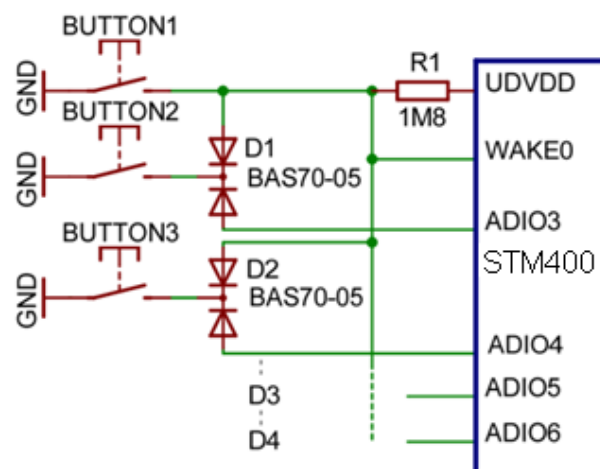 BUTTON1
GND
R1
1M8
UDVDD
BUTTON2
GND
D1
BAS70-05
WAKE0
ADIO3
BUTTON3
GND
D2
BAS70-05
STM400
ADIO4
D3
ADIO5
D4
ADIO6